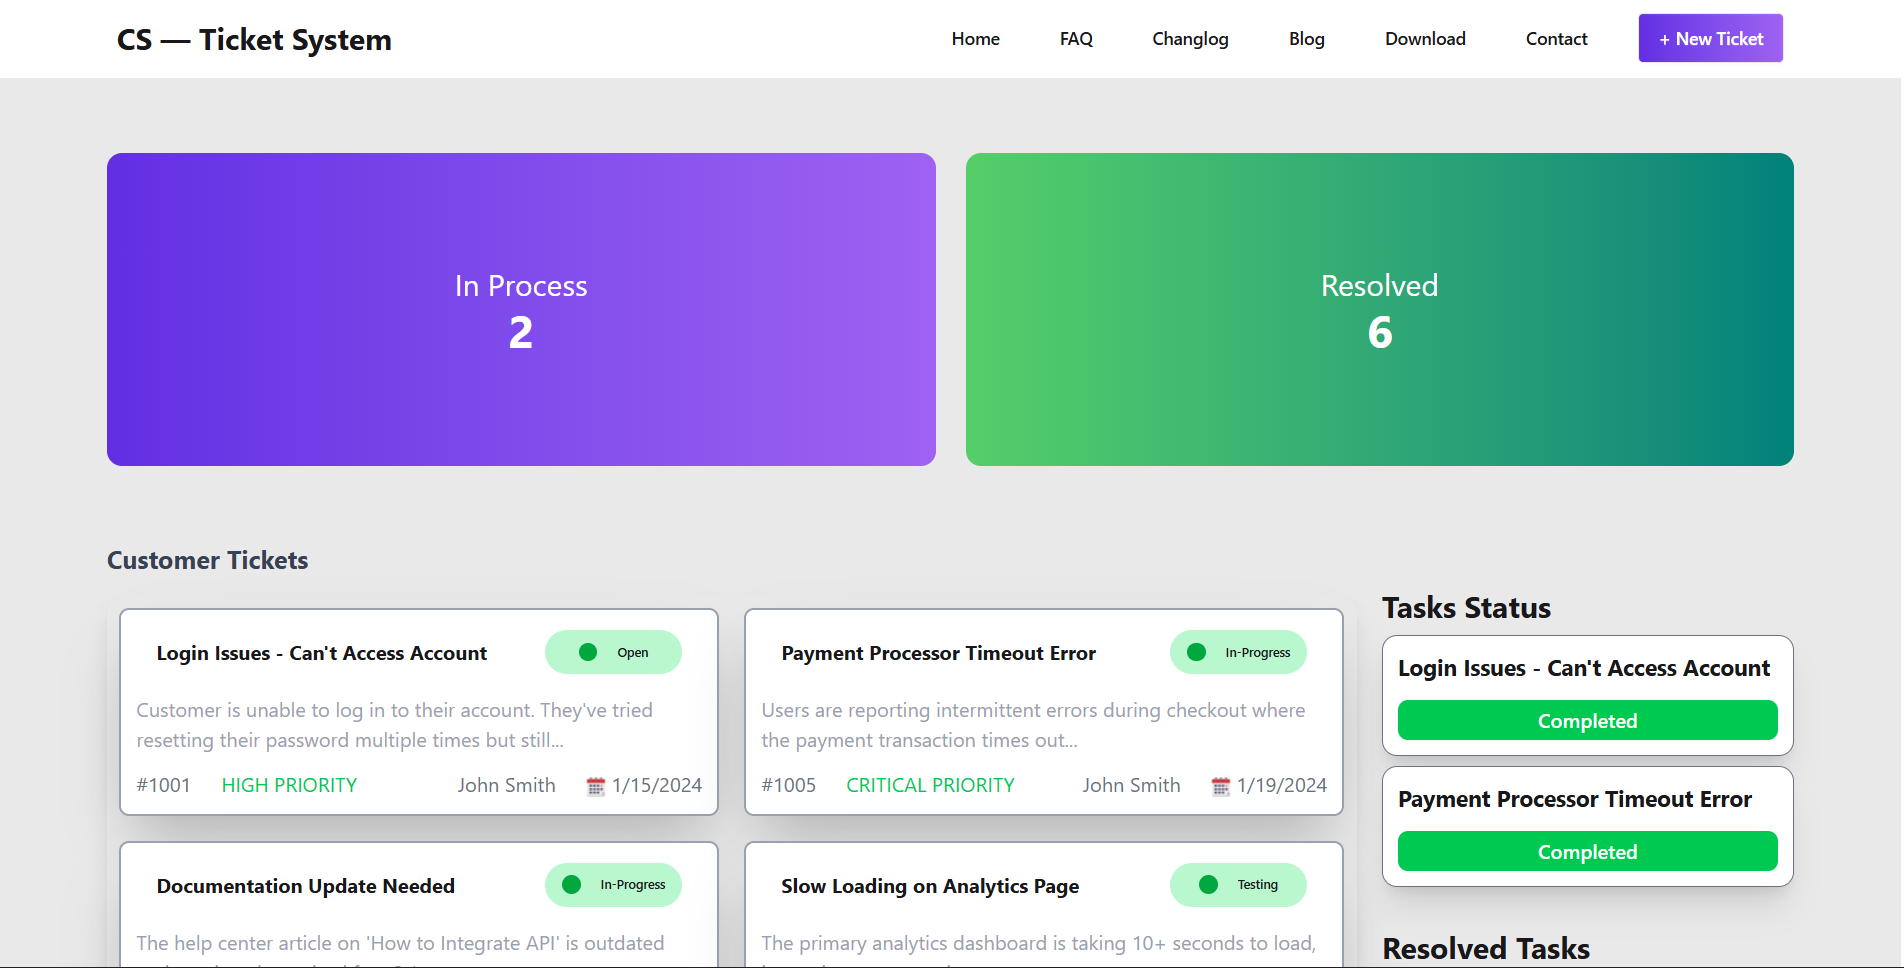 CS — Ticket System
Home FAQ Changlog Blog Download Contact + New Ticket
In Process
2
Resolved
6
Customer Tickets
Login Issues - Can't Access Account Open
Customer is unable to log in to their account. They've tried
resetting their password multiple times but still...
#1001 HIGH PRIORITY John Smith 1/15/2024
Payment Processor Timeout Error In-Progress
Users are reporting intermittent errors during checkout where
the payment transaction times out...
#1005 CRITICAL PRIORITY John Smith 1/19/2024
Documentation Update Needed In-Progress
The help center article on 'How to Integrate API' is outdated
Slow Loading on Analytics Page Testing
The primary analytics dashboard is taking 10+ seconds to load,
Tasks Status
Login Issues - Can't Access Account
Completed
Payment Processor Timeout Error
Completed
Resolved Tasks